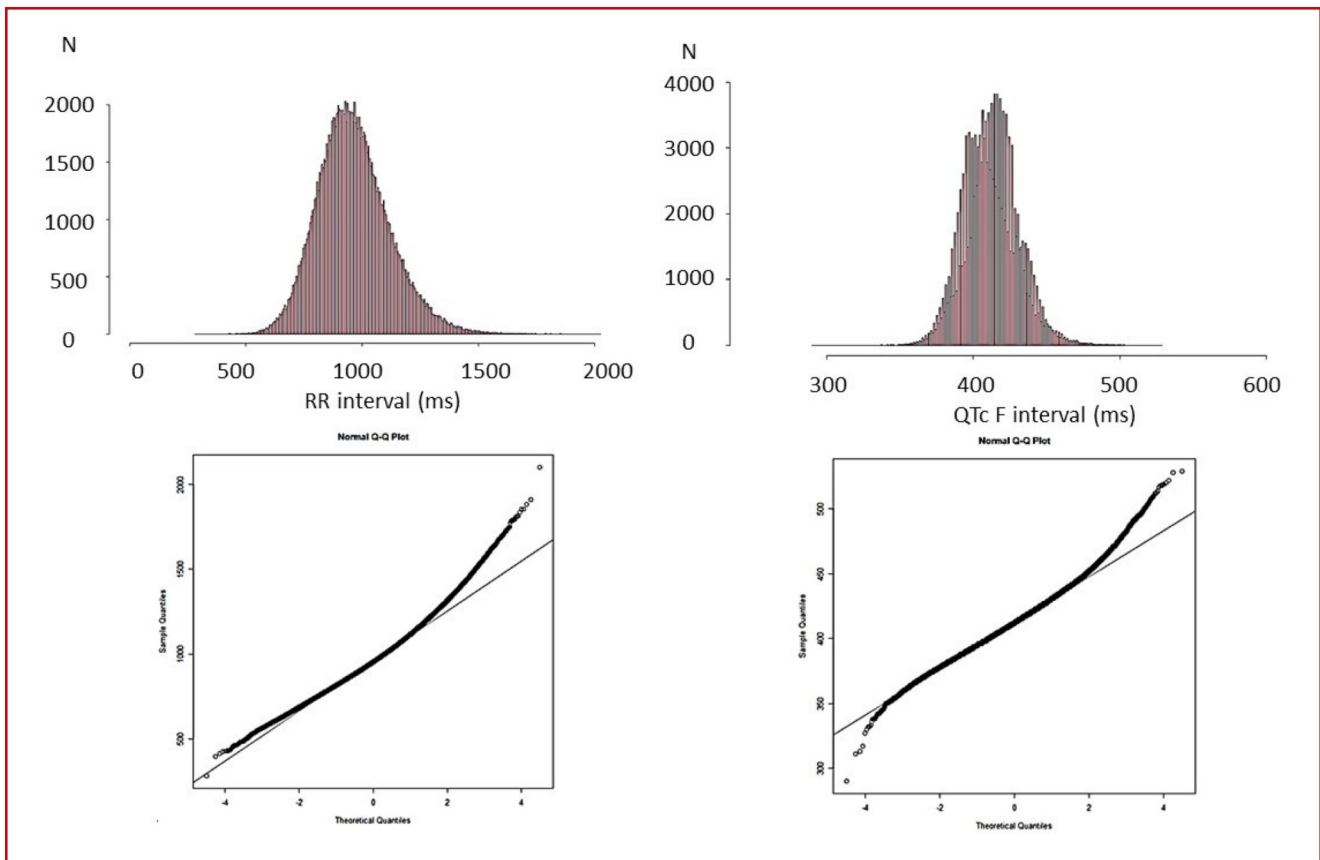 N
2000
1500
1000
500
0
0 500 1000 1500 2000
RR interval (ms)
N
4000
3000
2000
1000
0
300 400 500 600
QTc F interval (ms)
Normal Q-Q Plot
Sample Quantiles
2000
1500
1000
500
-4 -2 0 2 4
Theoretical Quantiles
Normal Q-Q Plot
Sample Quantiles
500
450
400
350
300
-4 -2 0 2 4
Theoretical Quantiles